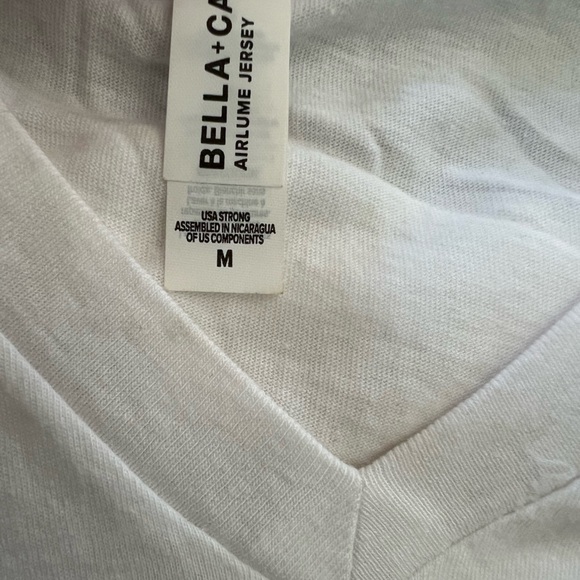 BELLA+CA
AIRLUME JERSEY
USA STRONG
ASSEMBLED IN NICARAGUA
OF US COMPONENTS
M